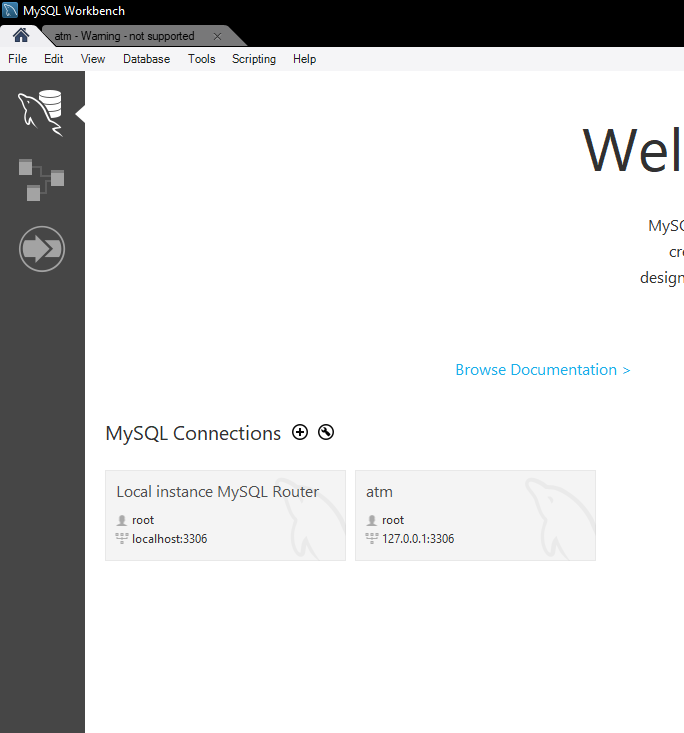 MySQL Workbench
atm - Warning - not supported
File Edit View Database Tools Scripting Help
Wel
MySQ
cre
design
Browse Documentation >
MySQL Connections
Local instance MySQL Router
root
localhost:3306
atm
root
127.0.0.1:3306